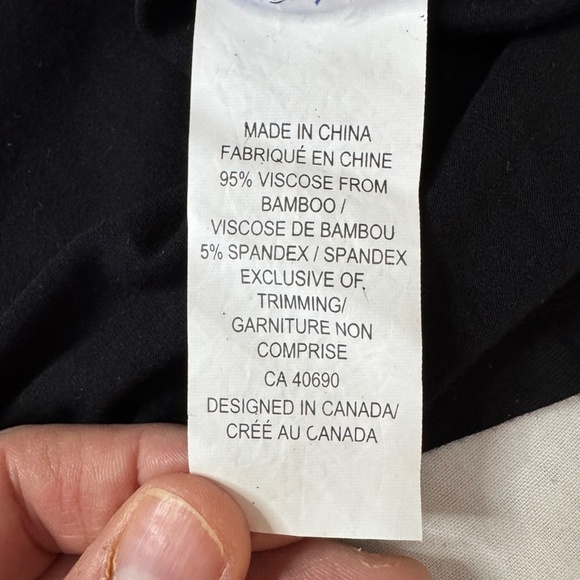 MADE IN CHINA
FABRIQUÉ EN CHINE
95% VISCOSE FROM
BAMBOO /
VISCOSE DE BAMBOU
5% SPANDEX / SPANDEX
EXCLUSIVE OF
TRIMMING/
GARNITURE NON
COMPRISE
CA 40690
DESIGNED IN CANADA/
CRÉÉ AU CANADA